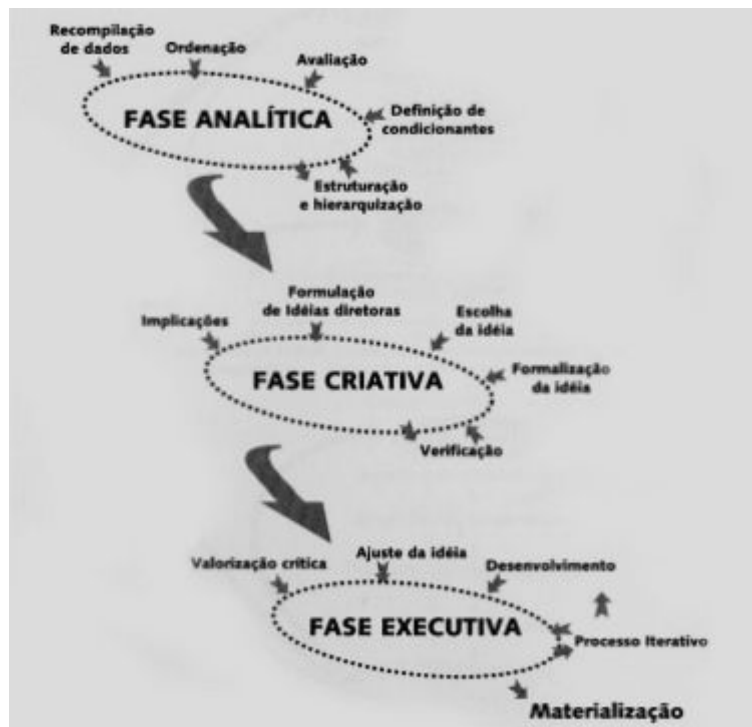 Recompilação
de dados
Ordenação
Avaliação
FASE ANALÍTICA
Definição de
condicionantes
Estruturação
e hierarquização
Formulação
de Idéias diretoras
Implicações
Escolha
da idéia
FASE CRIATIVA
Formalização
da idéia
Verificação
Valorização crítica
Ajuste da idéia
Desenvolvimento
FASE EXECUTIVA
Processo Iterativo
Materialização